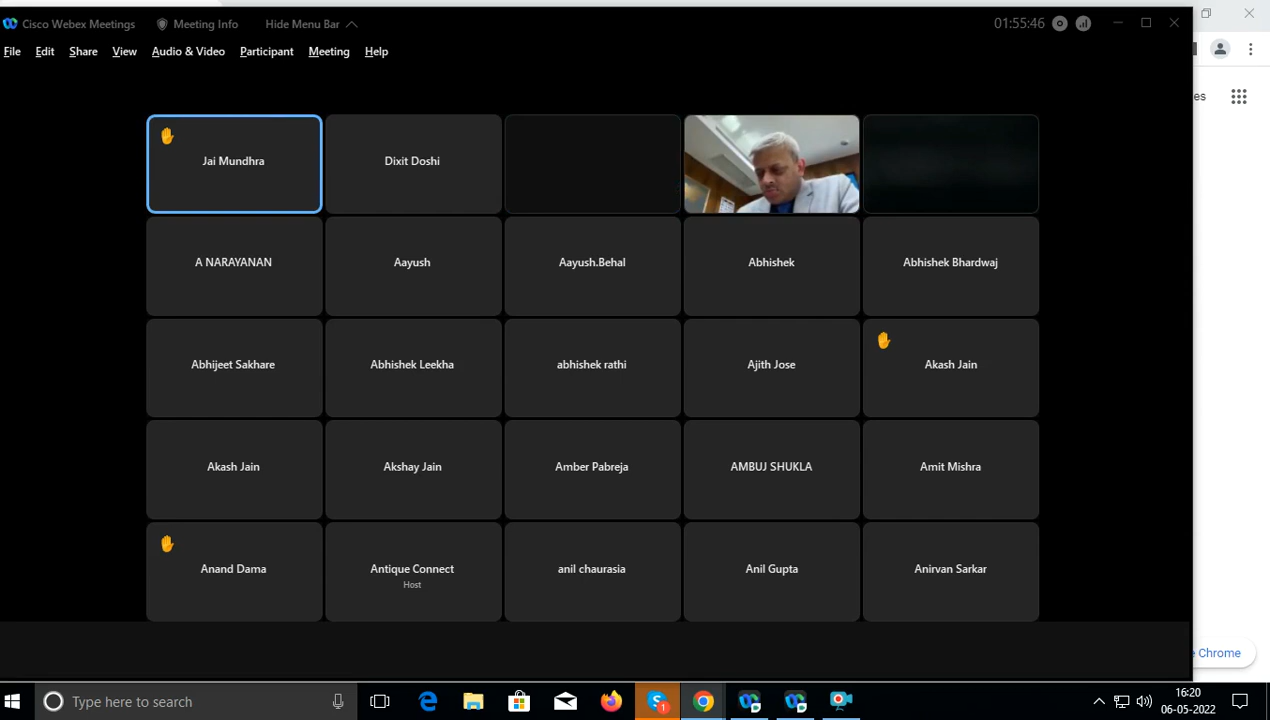 Cisco Webex Meetings
Meeting Info
Hide Menu Bar
01:55:46
File
Edit
Share
View
Audio & Video
Participant
Meeting
Help
es
Jai Mundhra
Dixit Doshi
A NARAYANAN
Aayush
Aayush.Behal
Abhishek
Abhishek Bhardwaj
Abhijeet Sakhare
Abhishek Leekha
abhishek rathi
Ajith Jose
Akash Jain
Akash Jain
Akshay Jain
Amber Pabreja
AMBUJ SHUKLA
Amit Mishra
Anand Dama
Antique Connect
Host
anil chaurasia
Anil Gupta
Anirvan Sarkar
e Chrome
Type here to search
1
16:20
06-05-2022